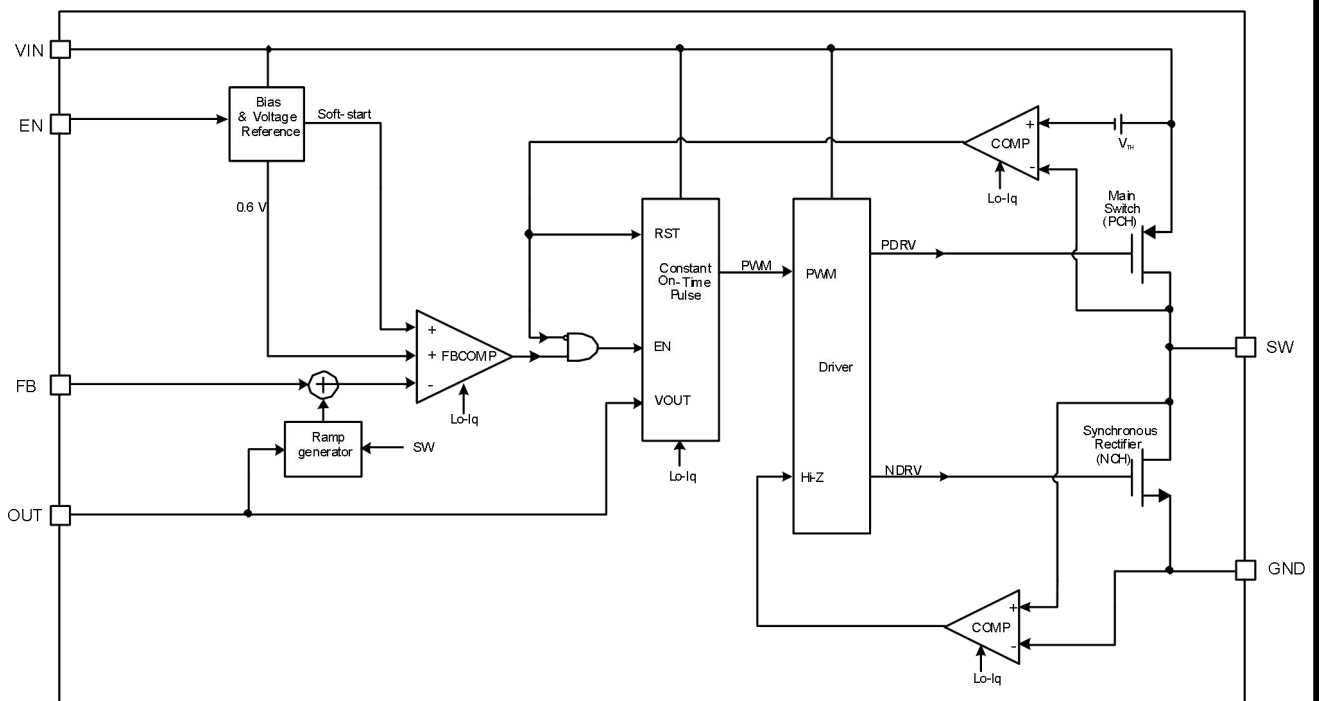 VIN
EN
Bias
& Voltage
Reference
Soft-start
0.6 V
+
COMP
-
VTH
Lo-Iq
Main
Switch
(PCH)
RST
Constant
On-Time
Pulse
EN
VOUT
Lo-Iq
PWM
PWM
PDRV
Driver
Hi-Z
NDRV
+
+ FBCOMP
-
Lo-Iq
FB
+
Ramp
generator
SW
OUT
SW
Synchronous
Rectifier
(NCH)
GND
+
COMP
-
Lo-Iq